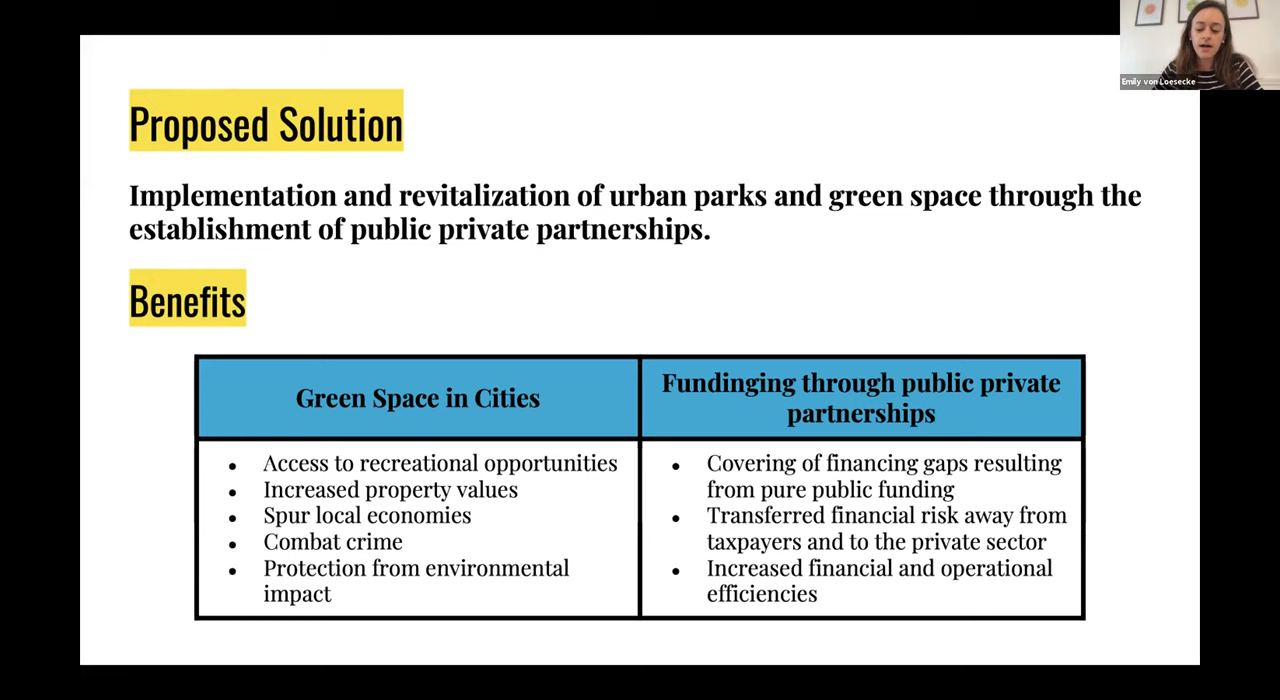 Emily von Loesecke
Proposed Solution
Implementation and revitalization of urban parks and green space through the
establishment of public private partnerships.
Benefits
Green Space in Cities
Fundinging through public private
partnerships
• Access to recreational opportunities
• Increased property values
• Spur local economies
• Combat crime
• Protection from environmental
impact
• Covering of financing gaps resulting
from pure public funding
• Transferred financial risk away from
taxpayers and to the private sector
• Increased financial and operational
efficiencies